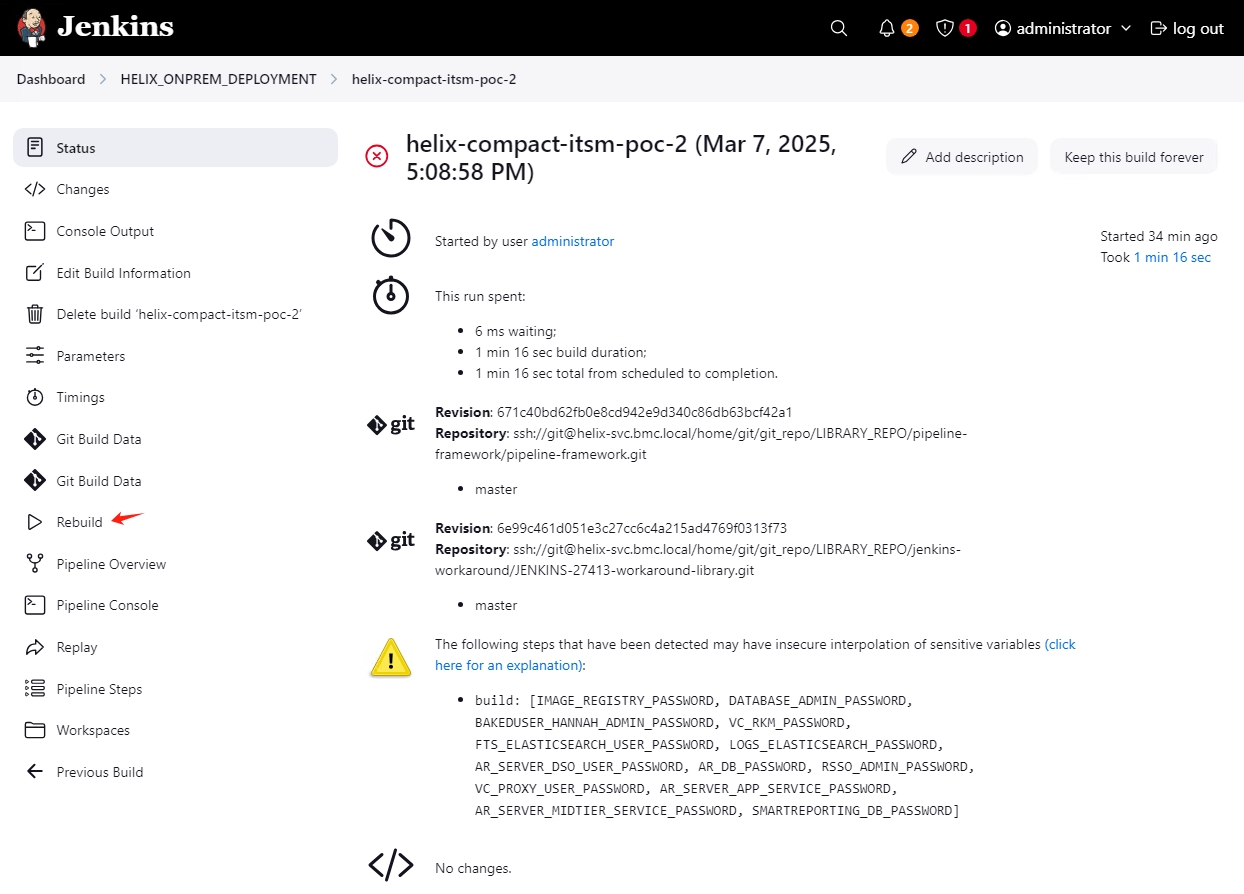 Jenkins
2
1
administrator
log out
Dashboard
HELIX_ONPREM_DEPLOYMENT
helix-compact-itsm-poc-2
Status
Changes
Console Output
Edit Build Information
Delete build ‘helix-compact-itsm-poc-2’
Parameters
Timings
Git Build Data
Git Build Data
Rebuild
Pipeline Overview
Pipeline Console
Replay
Pipeline Steps
Workspaces
Previous Build
helix-compact-itsm-poc-2 (Mar 7, 2025,
5:08:58 PM)
Add description
Keep this build forever
Started by user administrator
Started 34 min ago
Took 1 min 16 sec
This run spent:
6 ms waiting;
1 min 16 sec build duration;
1 min 16 sec total from scheduled to completion.
git
Revision: 671c40bd62fb0e8cd942e9d340c86db63bcf42a1
Repository: ssh://git@helix-svc.bmc.local/home/git/git_repo/LIBRARY_REPO/pipeline-
framework/pipeline-framework.git
master
git
Revision: 6e99c461d051e3c27cc6c4a215ad4769f0313f73
Repository: ssh://git@helix-svc.bmc.local/home/git/git_repo/LIBRARY_REPO/jenkins-
workaround/JENKINS-27413-workaround-library.git
master
The following steps that have been detected may have insecure interpolation of sensitive variables (click
here for an explanation):
build: [IMAGE_REGISTRY_PASSWORD, DATABASE_ADMIN_PASSWORD,
BAKEDUSER_HANNAH_ADMIN_PASSWORD, VC_RKM_PASSWORD,
FTS_ELASTICSEARCH_USER_PASSWORD, LOGS_ELASTICSEARCH_PASSWORD,
AR_SERVER_DSO_USER_PASSWORD, AR_DB_PASSWORD, RSSO_ADMIN_PASSWORD,
VC_PROXY_USER_PASSWORD, AR_SERVER_APP_SERVICE_PASSWORD,
AR_SERVER_MIDTIER_SERVICE_PASSWORD, SMARTREPORTING_DB_PASSWORD]
No changes.